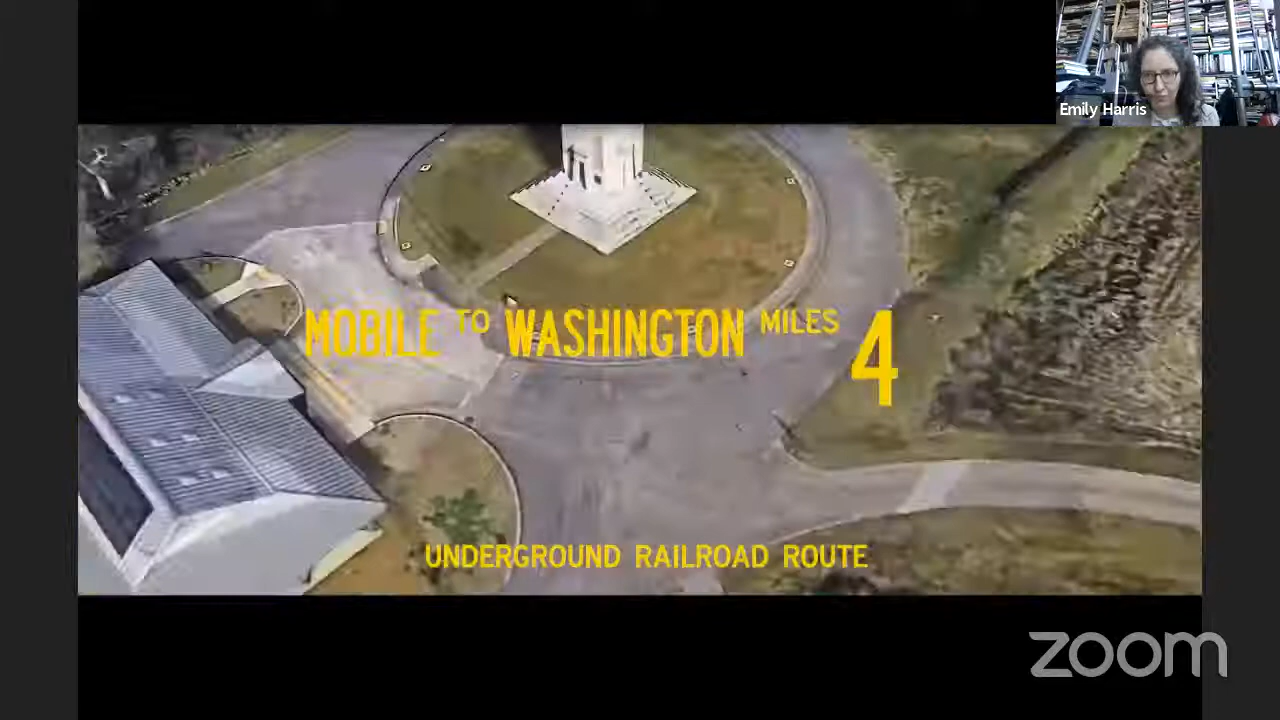 Emily Harris
MOBILE TO WASHINGTON MILES 4
UNDERGROUND RAILROAD ROUTE
zoom